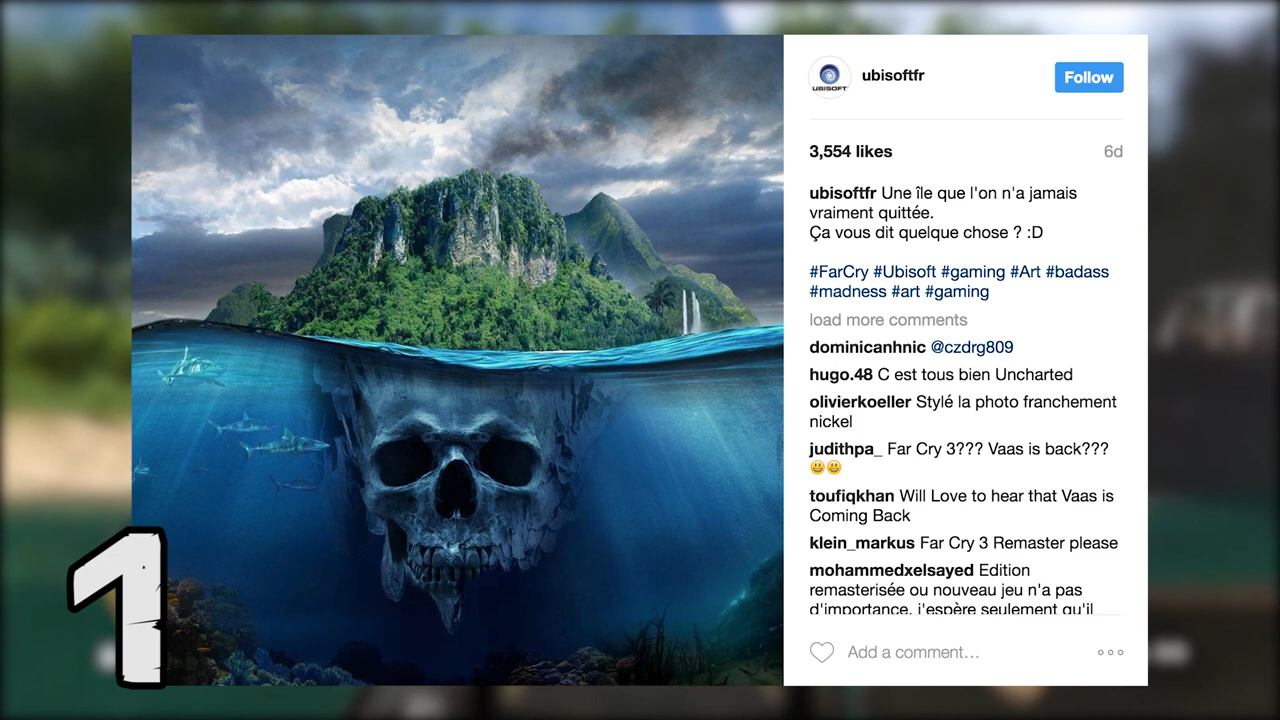 UBISOFT
ubisoftfr
Follow
3,554 likes
6d
ubisoftfr Une île que l'on n'a jamais
vraiment quittée.
Ça vous dit quelque chose ? :D
#FarCry #Ubisoft #gaming #Art #badass
#madness #art #gaming
load more comments
dominicanhnic @czdrg809
hugo.48 C est tous bien Uncharted
olivierkoeller Stylé la photo franchement
nickel
judithpa_ Far Cry 3??? Vaas is back???
😃😃
toufiqkhan Will Love to hear that Vaas is
Coming Back
klein_markus Far Cry 3 Remaster please
mohammedxelsayed Edition
remasterisée ou nouveau jeu n'a pas
d'importance, j'espère seulement qu'il
Add a comment…
1